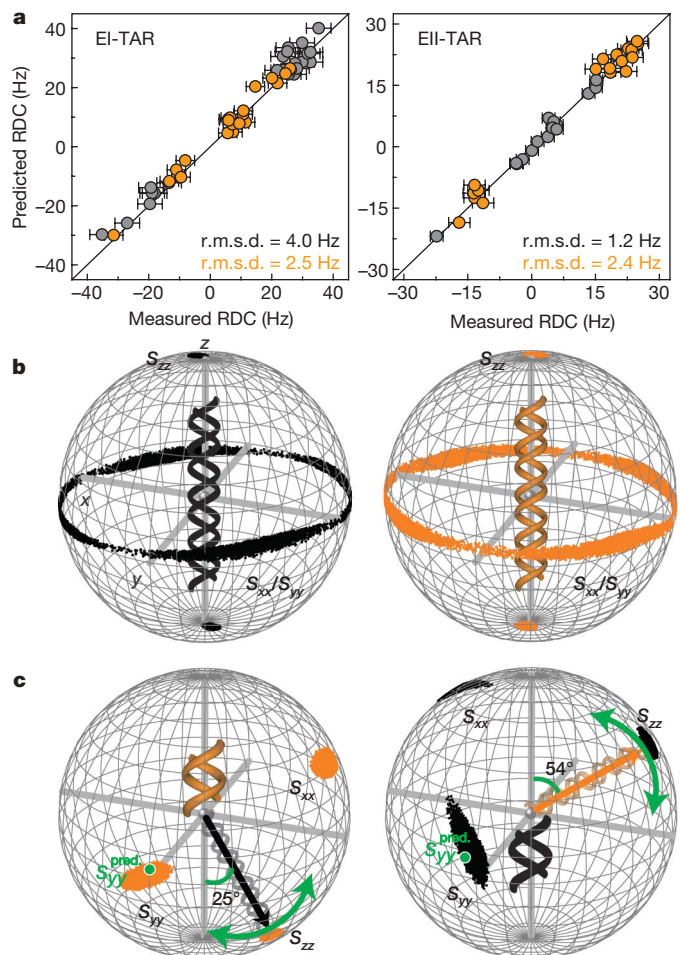 a
EI-TAR
EII-TAR
Predicted RDC (Hz)
40
20
0
−20
−40
30
15
0
−15
−30
r.m.s.d. = 4.0 Hz
r.m.s.d. = 2.5 Hz
r.m.s.d. = 1.2 Hz
r.m.s.d. = 2.4 Hz
−40 −20 0 20 40
−30 −15 0 15 30
Measured RDC (Hz)
Measured RDC (Hz)
b
Szz
z
x
y
Sxx/Syy
Szz
Sxx/Syy
c
Sxx
Syy pred.
Syy
25°
Szz
Sxx
Szz
54°
Syy pred.
Syy